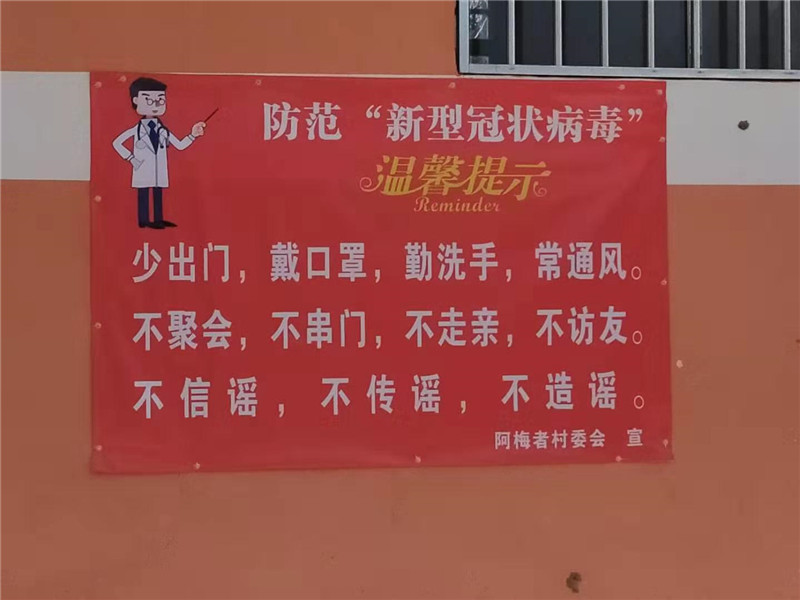 防范“新型冠状病毒”
温馨提示
Reminder
少出门，戴口罩，勤洗手，常通风。
不聚会，不串门，不走亲，不访友。
不信谣，不传谣，不造谣。
阿梅者村委会 宣